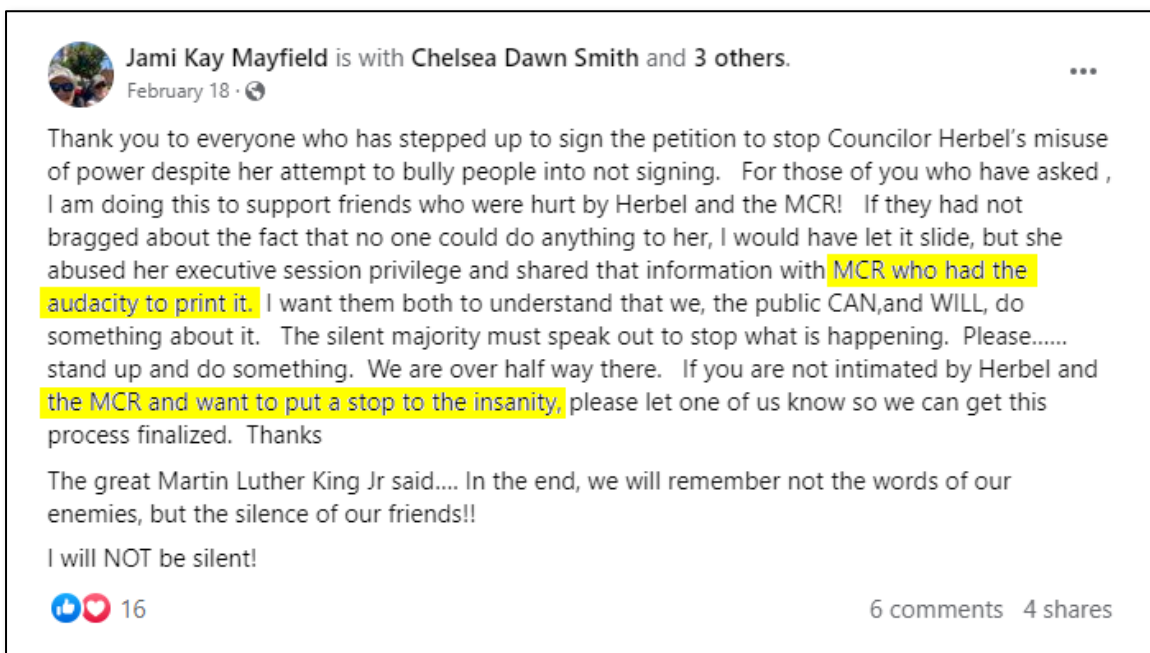 Jami Kay Mayfield is with Chelsea Dawn Smith and 3 others.
February 18 ·
Thank you to everyone who has stepped up to sign the petition to stop Councilor Herbel's misuse
of power despite her attempt to bully people into not signing.   For those of you who have asked ,
I am doing this to support friends who were hurt by Herbel and the MCR!   If they had not
bragged about the fact that no one could do anything to her, I would have let it slide, but she
abused her executive session privilege and shared that information with MCR who had the
audacity to print it.  I want them both to understand that we, the public CAN,and WILL, do
something about it.   The silent majority must speak out to stop what is happening.  Please......
stand up and do something.  We are over half way there.   If you are not intimated by Herbel and
the MCR and want to put a stop to the insanity, please let one of us know so we can get this
process finalized.  Thanks
The great Martin Luther King Jr said.... In the end, we will remember not the words of our
enemies, but the silence of our friends!!
I will NOT be silent!
16
6 comments   4 shares